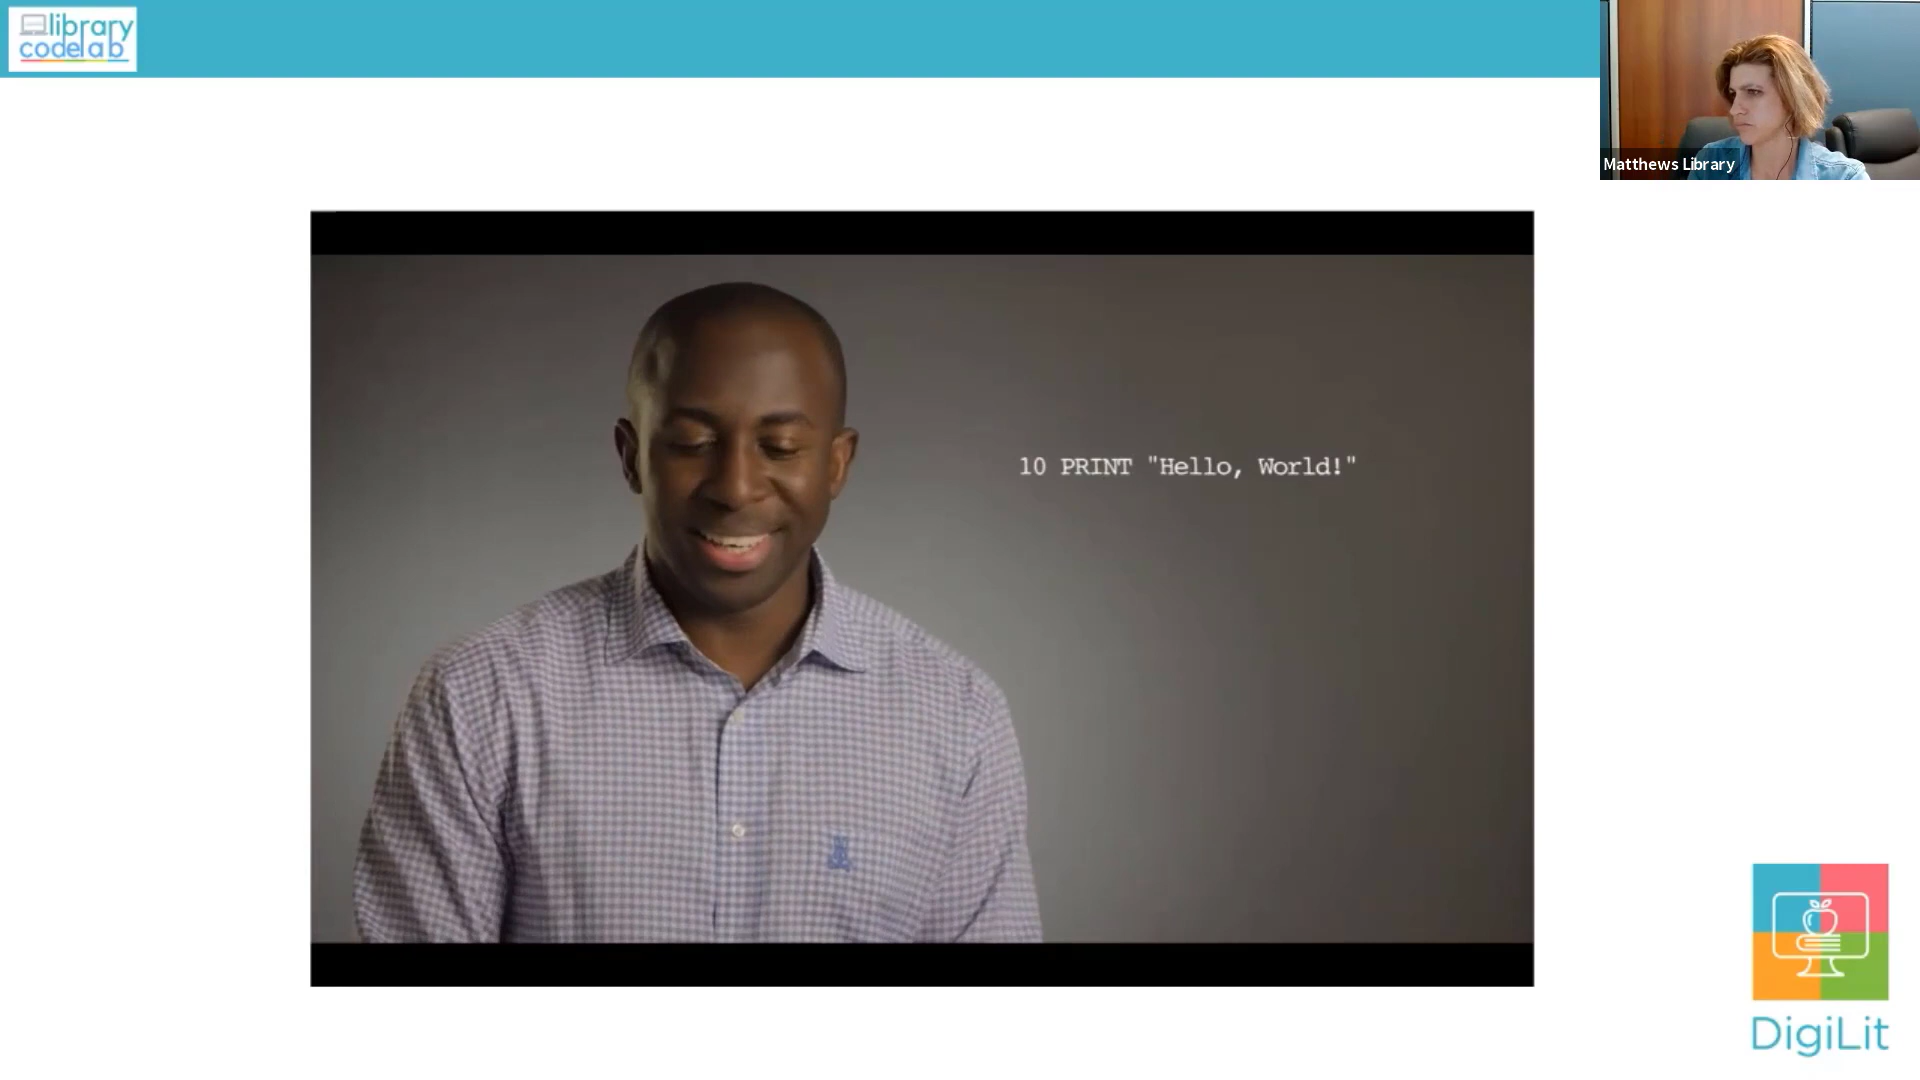 library
codelab
Matthews Library
10 PRINT "Hello, World!"
DigiLit